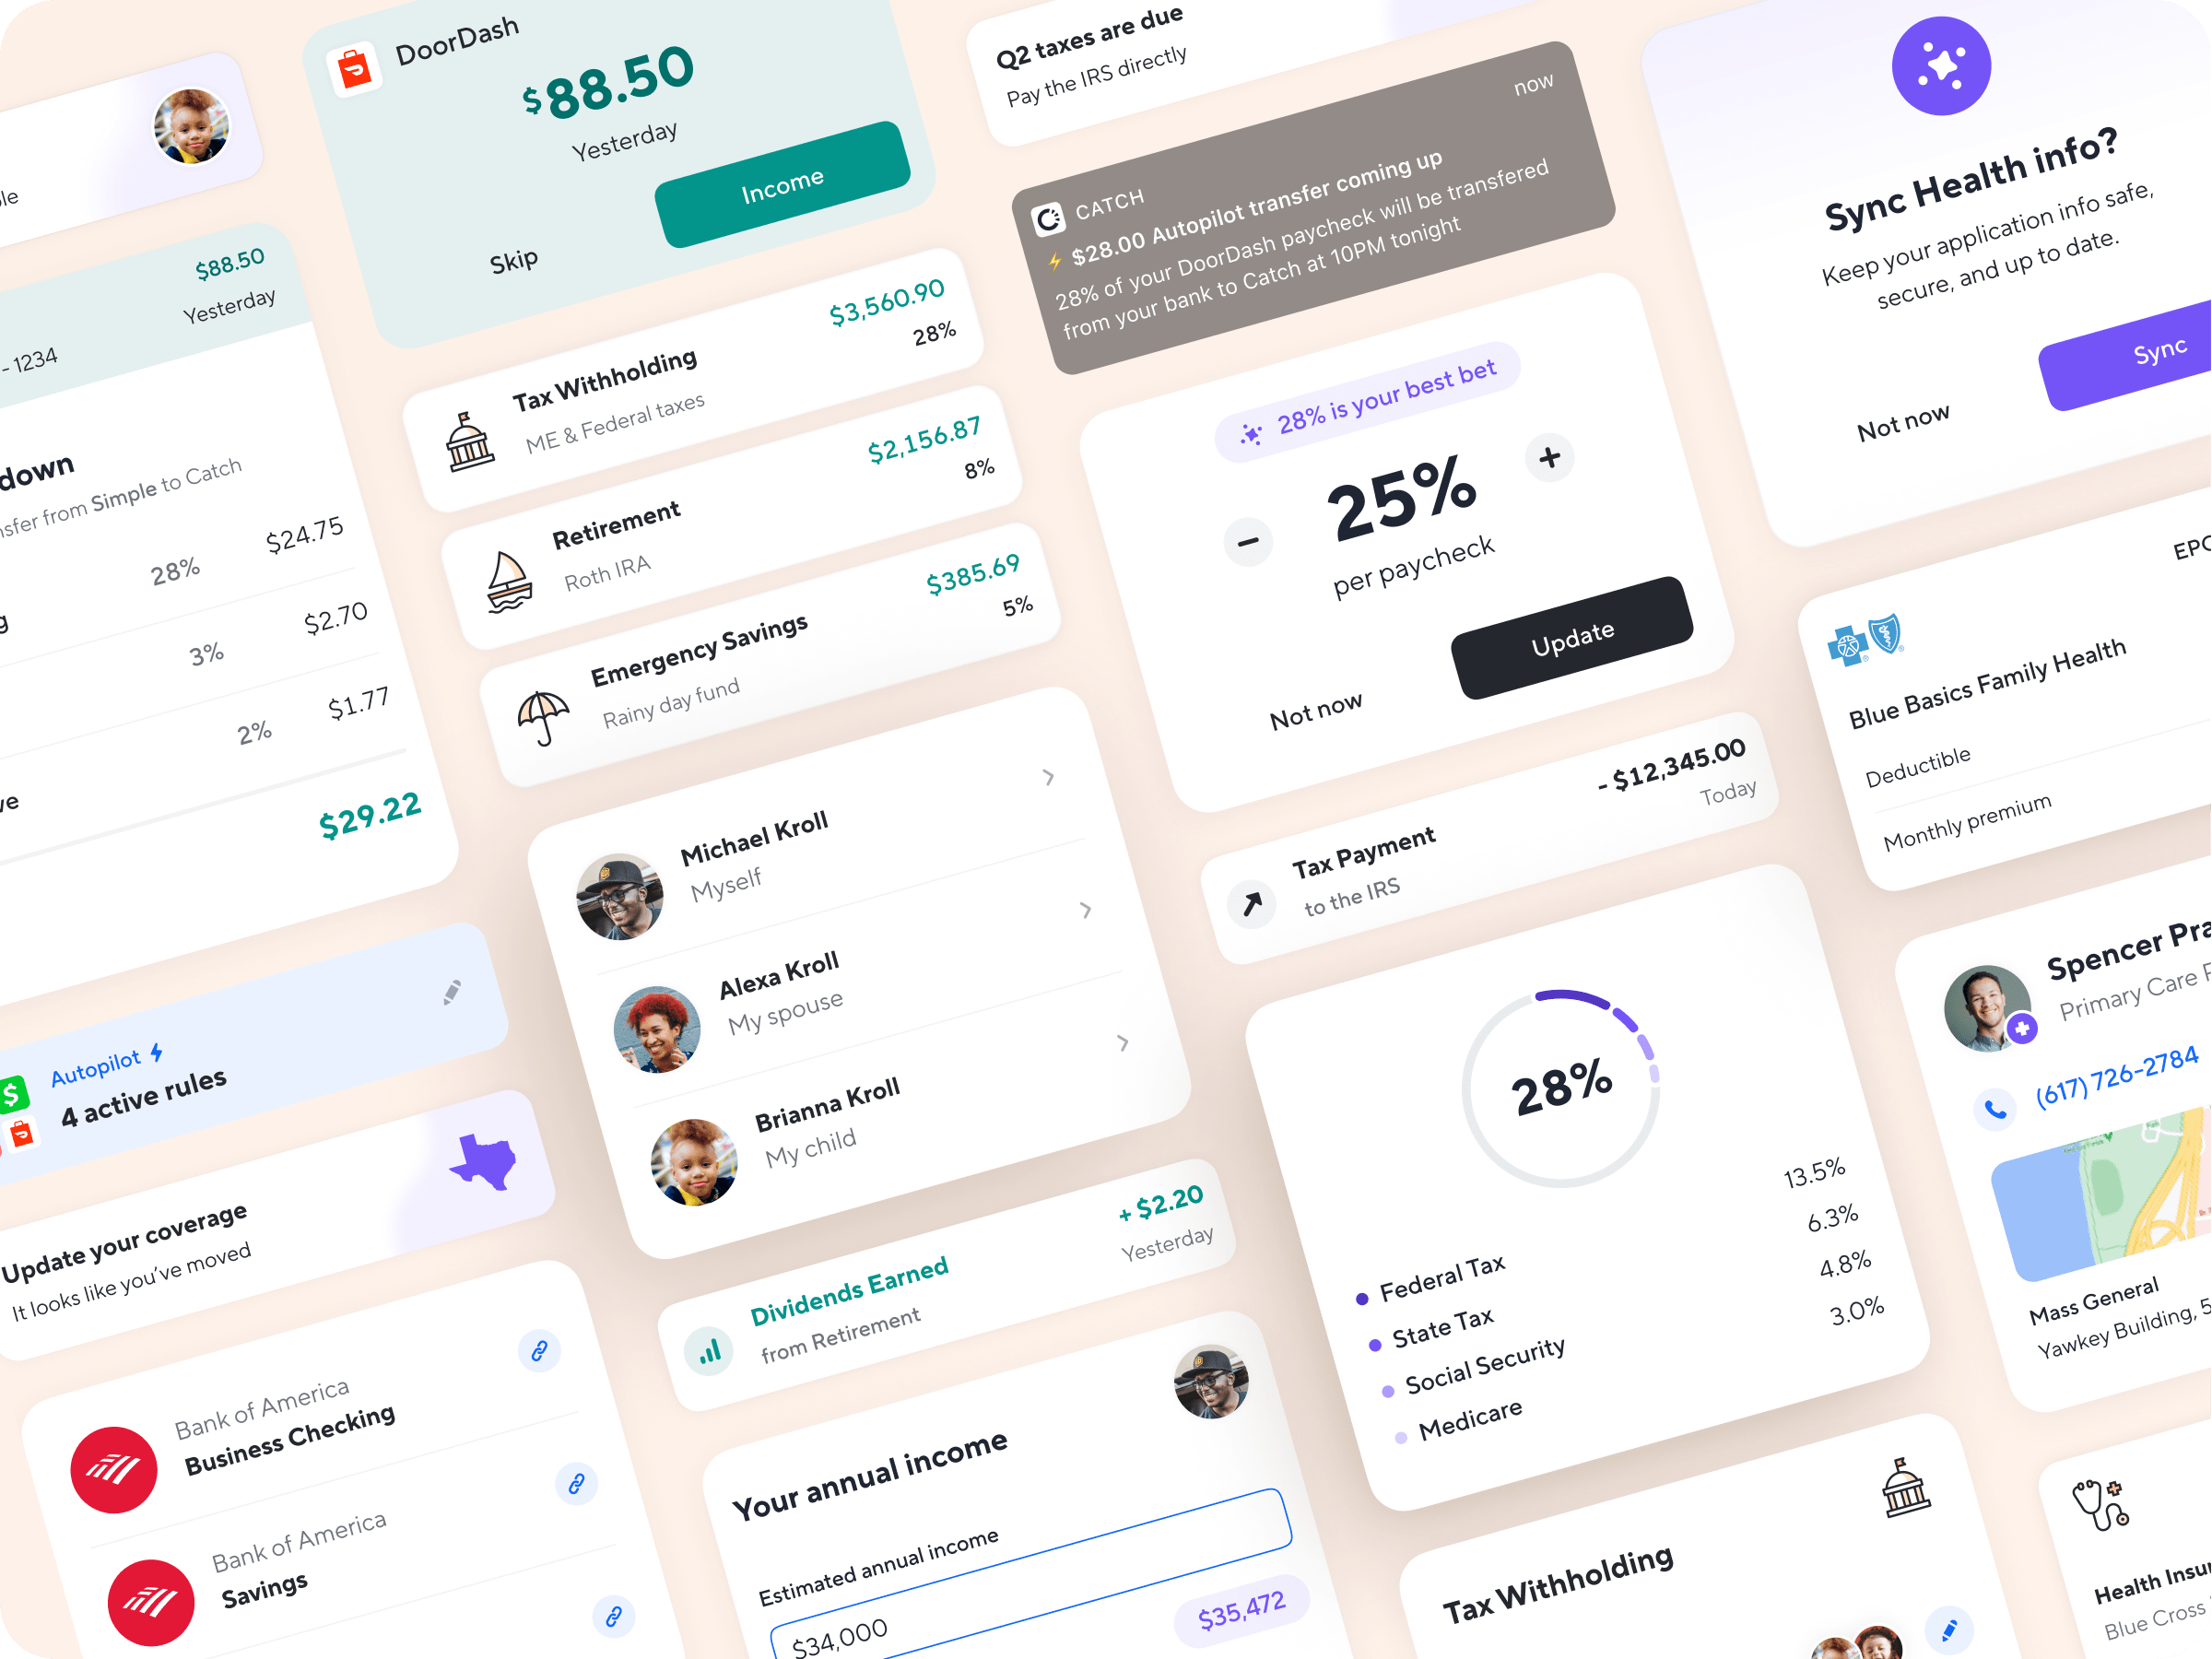 $88.50
Yesterday
- 1234
$24.75
28%
from Simple to Catch
3%
$2.70
2%
$1.77
$29.22
Autopilot
4 active rules
Update your coverage
It looks like you've moved
Bank of America
Business Checking
Bank of America
Savings
DoorDash
$88.50
Yesterday
Skip
Income
Tax Withholding
ME & Federal taxes
$3,560.90
28%
Retirement
Roth IRA
$2,156.87
8%
Emergency Savings
Rainy day fund
$385.69
5%
Michael Kroll
Myself
Alexa Kroll
My spouse
Brianna Kroll
My child
Dividends Earned
from Retirement
+ $2.20
Yesterday
Your annual income
Estimated annual income
$34,000
$35,472
Q2 taxes are due
Pay the IRS directly
CATCH
now
$28.00 Autopilot transfer coming up
28% of your DoorDash paycheck will be transfered
from your bank to Catch at 10PM tonight
28% is your best bet
25%
per paycheck
Not now
Update
Tax Payment
to the IRS
- $12,345.00
Today
28%
Federal Tax
13.5%
State Tax
6.3%
Social Security
4.8%
Medicare
3.0%
Tax Withholding
Sync Health info?
Keep your application info safe,
secure, and up to date.
Not now
Sync
Blue Basics Family Health
Deductible
Monthly premium
Spencer
Primary Care
(617) 726-2784
Mass General
Yawkey Building,
Health
Blue Cross